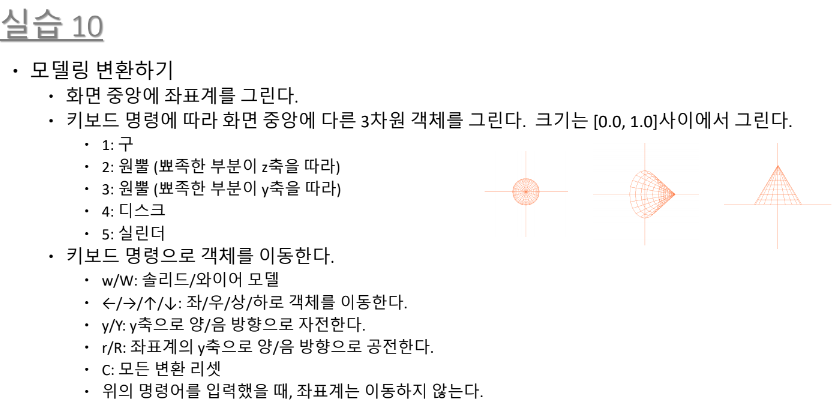 실습 10
• 모델링 변환하기
• 화면 중앙에 좌표계를 그린다.
• 키보드 명령에 따라 화면 중앙에 다른 3차원 객체를 그린다. 크기는 [0.0, 1.0]사이에서 그린다.
• 1: 구
• 2: 원뿔 (뾰족한 부분이 z축을 따라)
• 3: 원뿔 (뾰족한 부분이 y축을 따라)
• 4: 디스크
• 5: 실린더
• 키보드 명령으로 객체를 이동한다.
• w/W: 솔리드/와이어 모델
• ←/→/↑/↓: 좌/우/상/하로 객체를 이동한다.
• y/Y: y축으로 양/음 방향으로 자전한다.
• r/R: 좌표계의 y축으로 양/음 방향으로 공전한다.
• C: 모든 변환 리셋
• 위의 명령어를 입력했을 때, 좌표계는 이동하지 않는다.